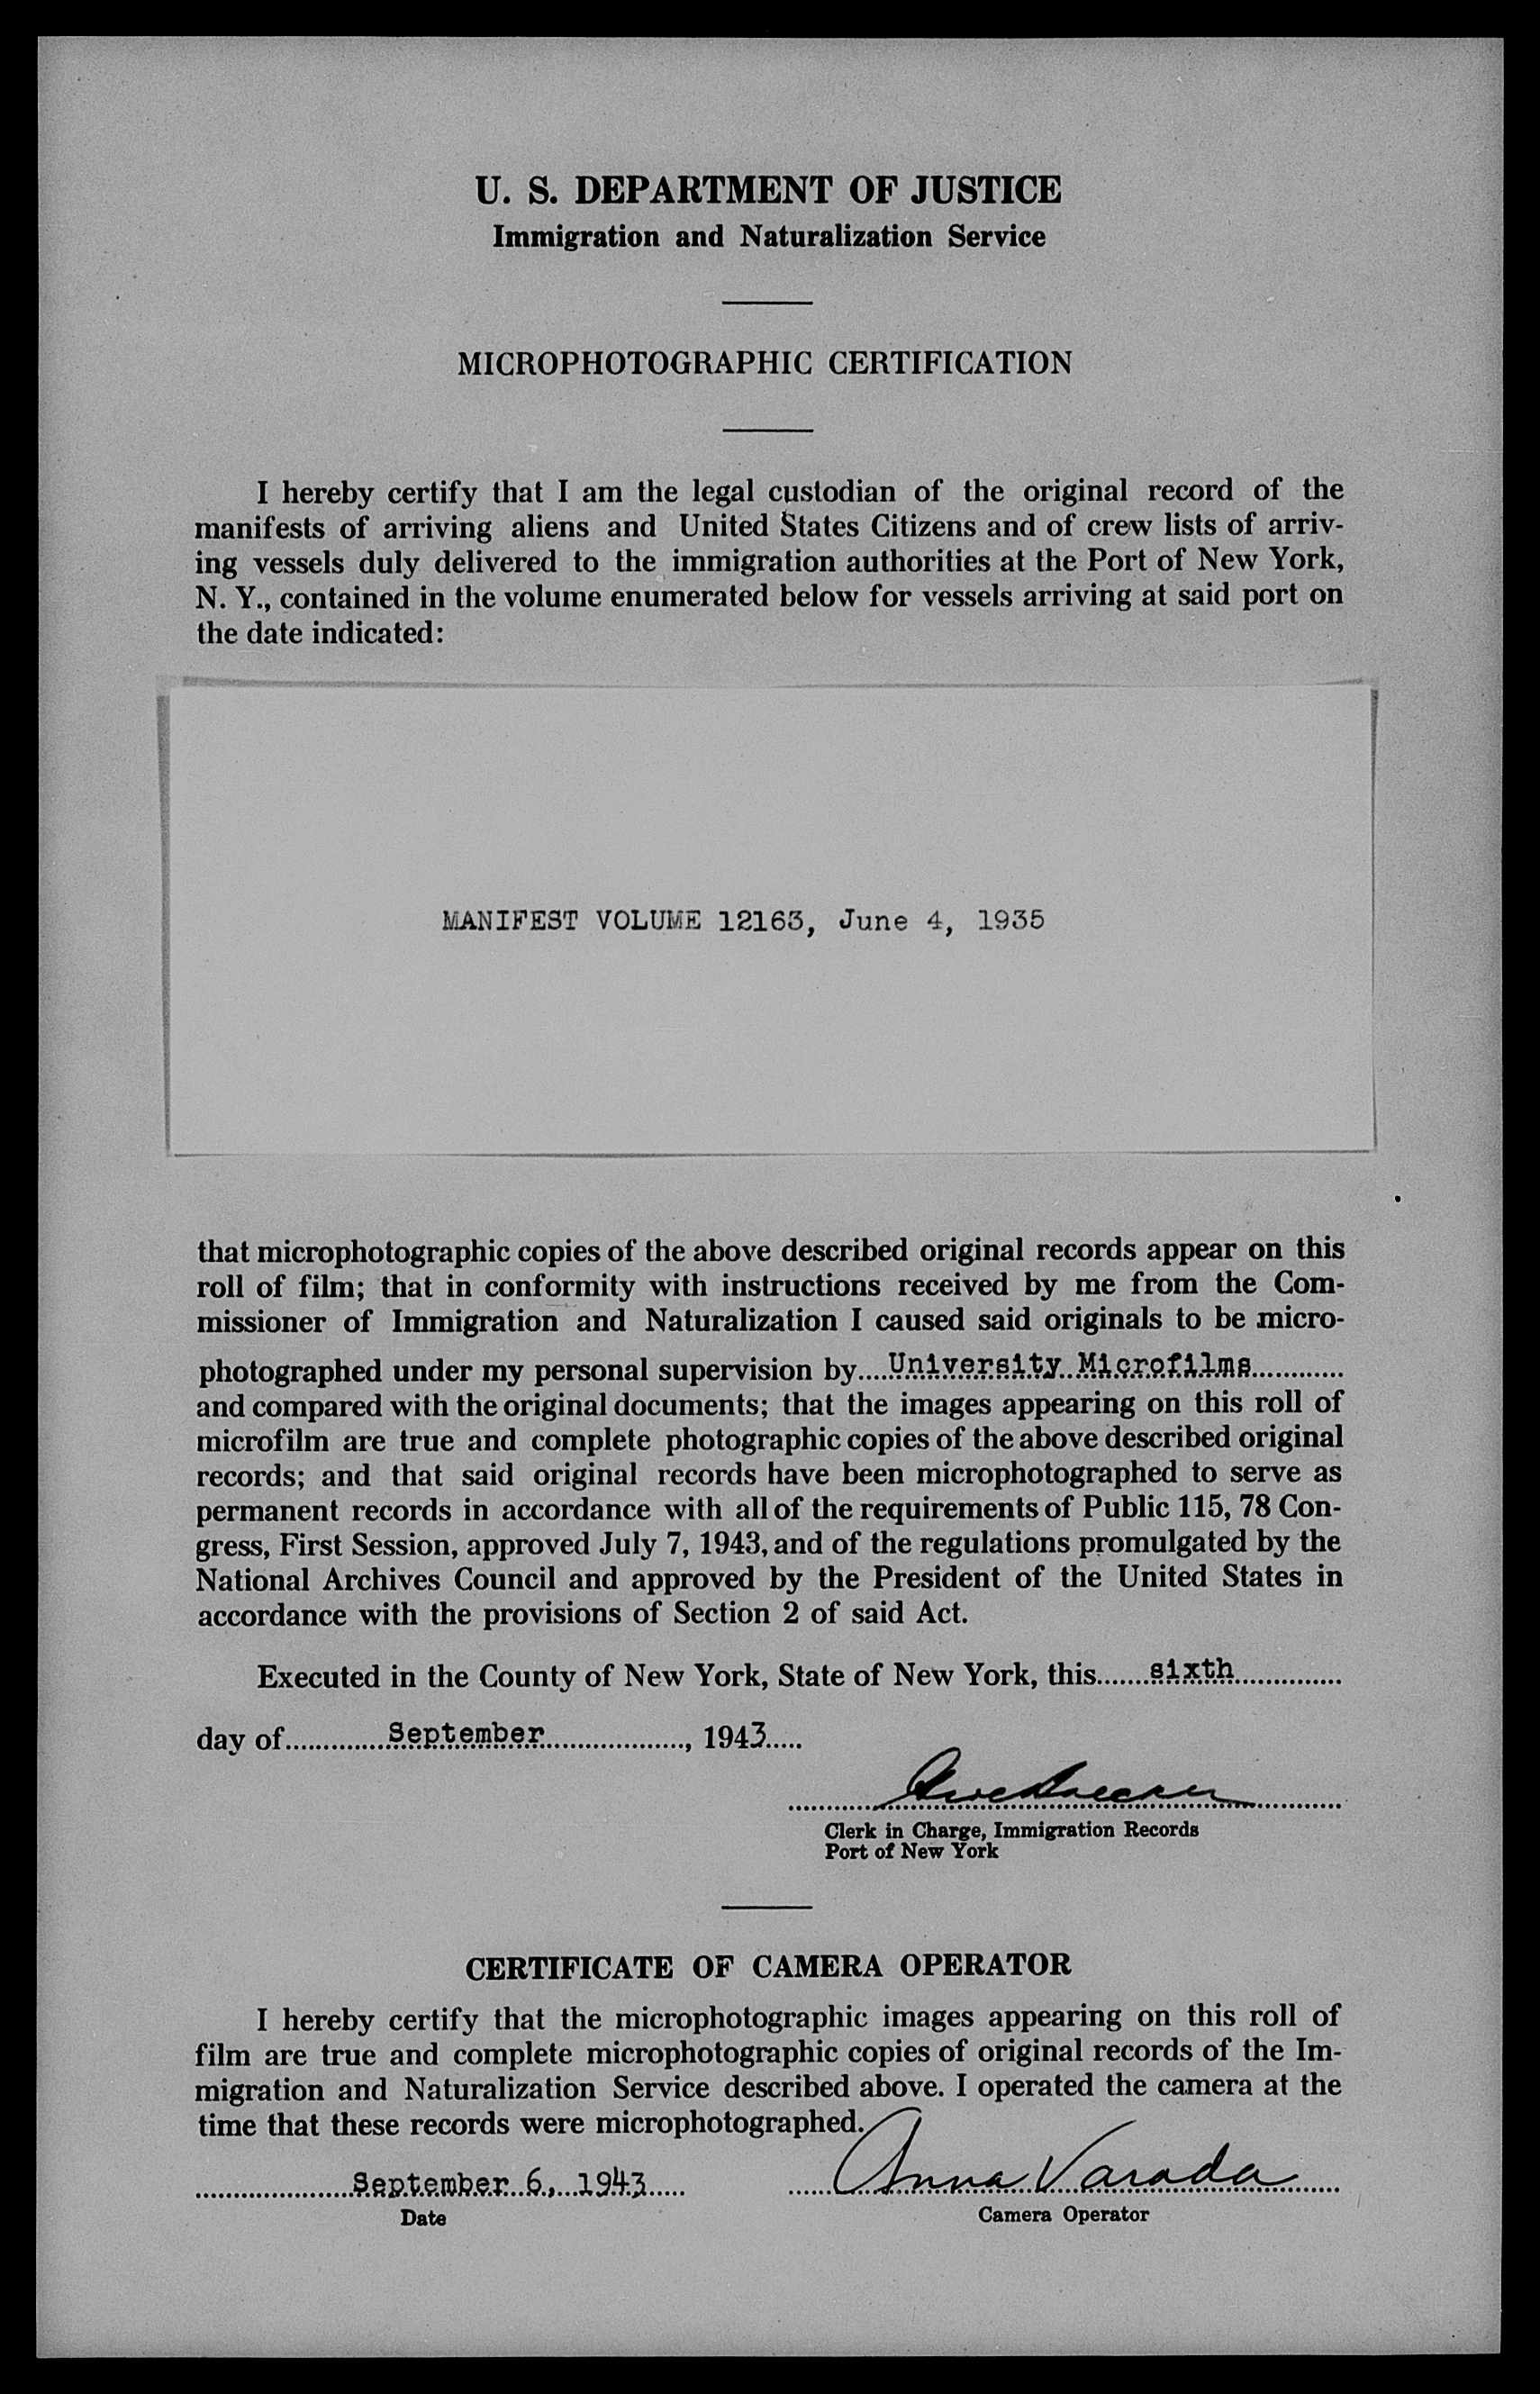 U. S. DEPARTMENT OF JUSTICE
Immigration and Naturalization Service
MICROPHOTOGRAPHIC CERTIFICATION
I hereby certify that I am the legal custodian of the original record of the
manifests of arriving aliens and United States Citizens and of crew lists of arriv-
ing vessels duly delivered to the immigration authorities at the Port of New York,
N. Y., contained in the volume enumerated below for vessels arriving at said port on
the date indicated:
MANIFEST VOLUME 12163, June 4, 1935
that microphotographic copies of the above described original records appear on this
roll of film; that in conformity with instructions received by me from the Com-
missioner of Immigration and Naturalization I caused said originals to be micro-
photographed under my personal supervision by....University Microfilms............
and compared with the original documents; that the images appearing on this roll of
microfilm are true and complete photographic copies of the above described original
records; and that said original records have been microphotographed to serve as
permanent records in accordance with all of the requirements of Public 115, 78 Con-
gress, First Session, approved July 7, 1943, and of the regulations promulgated by the
National Archives Council and approved by the President of the United States in
accordance with the provisions of Section 2 of said Act.
Executed in the County of New York, State of New York, this.......sixth..............
day of.............September..................., 1943.....
Clerk in Charge, Immigration Records
Port of New York
CERTIFICATE OF CAMERA OPERATOR
I hereby certify that the microphotographic images appearing on this roll of
film are true and complete microphotographic copies of original records of the Im-
migration and Naturalization Service described above. I operated the camera at the
time that these records were microphotographed.
September 6, 1943 Anna Varada
Date Camera Operator